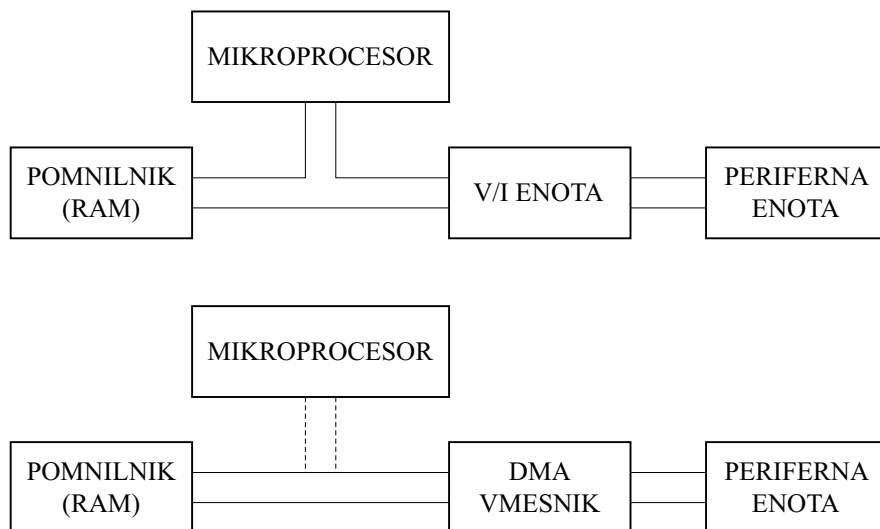 MIKROPROCESOR
POMNILNIK
(RAM)
V/I ENOTA
PERIFERNA
ENOTA
MIKROPROCESOR
POMNILNIK
(RAM)
DMA
VMESNIK
PERIFERNA
ENOTA